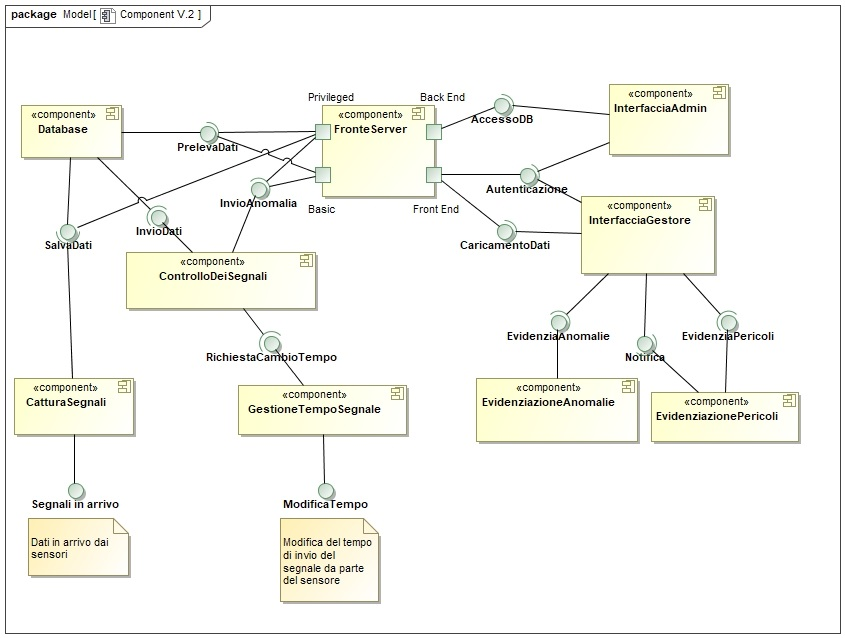 package Model[ Component V.2 ]
Privileged
Back End
«component»
Database
«component»
FronteServer
«component»
InterfacciaAdmin
AccessoDB
PrelevaDati
Autenticazione
InvioAnomalia
Basic
Front End
«component»
InterfacciaGestore
SalvaDati
InvioDati
CaricamentoDati
«component»
ControlloDeiSegnali
EvidenziaAnomalie
Notifica
EvidenziaPericoli
RichiestaCambioTempo
«component»
CatturaSegnali
«component»
GestioneTempoSegnale
«component»
EvidenziazioneAnomalie
«component»
EvidenziazionePericoli
Segnali in arrivo
ModificaTempo
Dati in arrivo dai
sensori
Modifica del tempo
di invio del
segnale da parte
del sensore